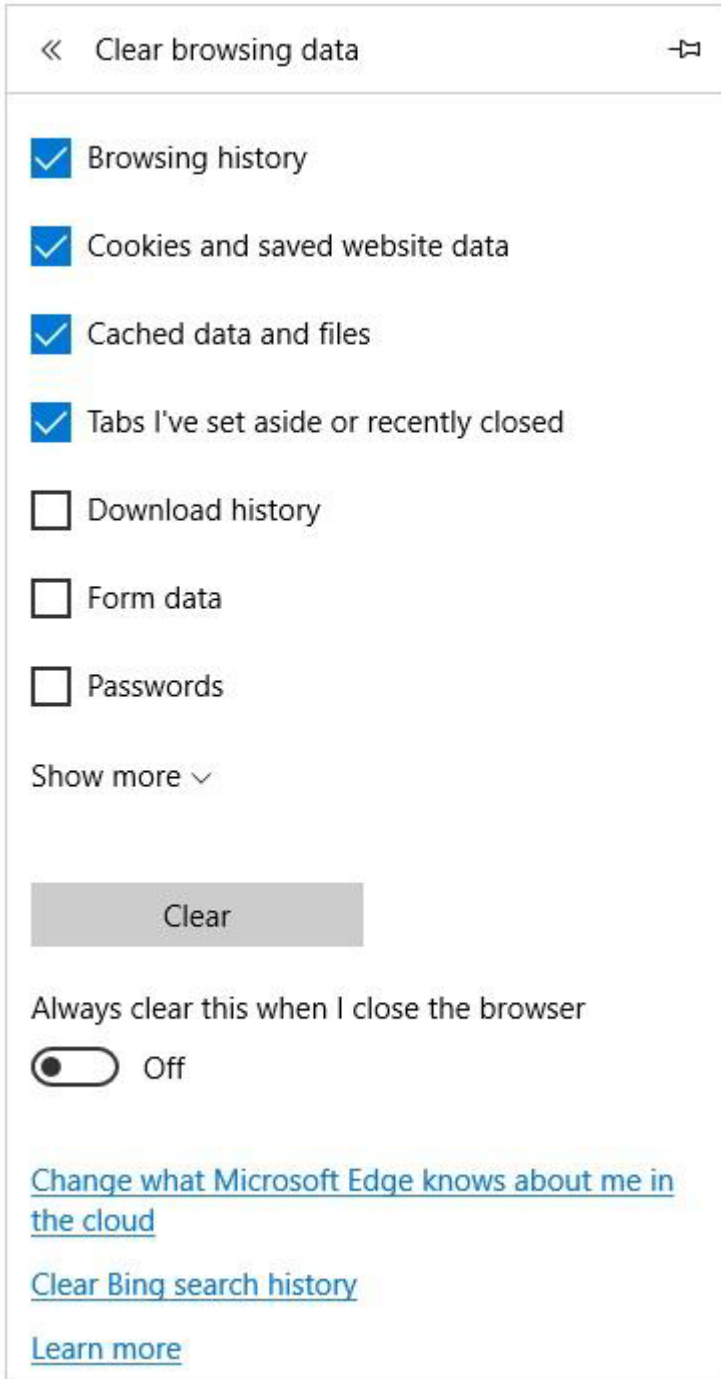 Clear browsing data
Browsing history
Cookies and saved website data
Cached data and files
Tabs I've set aside or recently closed
Download history
Form data
Passwords
Show more
Clear
Always clear this when I close the browser
Off
Change what Microsoft Edge knows about me in
the cloud
Clear Bing search history
Learn more